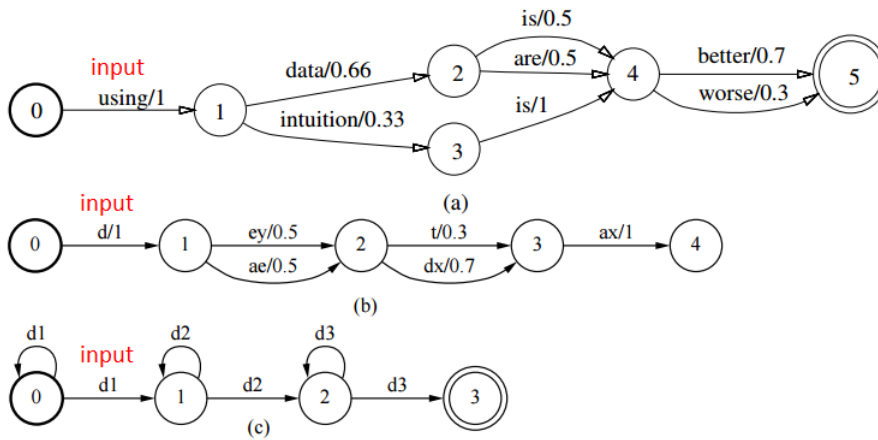 is/0.5
input
data/0.66
2
are/0.5
4
better/0.7
5
0
using/1
1
worse/0.3
intuition/0.33
is/1
3
(a)
input
0
d/1
1
ey/0.5
2
t/0.3
3
ax/1
4
ae/0.5
dx/0.7
(b)
d1
d2
d3
input
0
d1
1
d2
2
d3
3
(c)